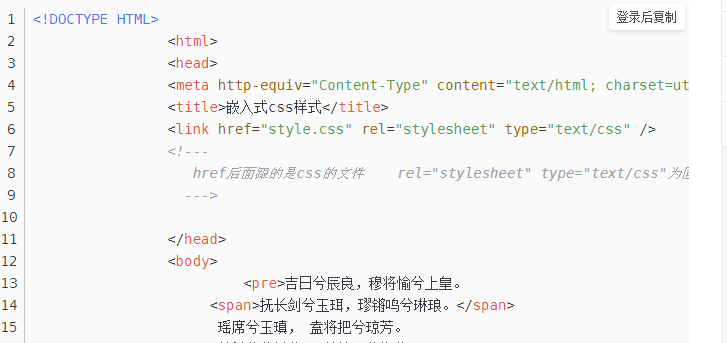 登录后复制
1 <!DOCTYPE HTML>
2 <html>
3 <head>
4 <meta http-equiv="Content-Type" content="text/html; charset=ut
5 <title>嵌入式css样式</title>
6 <link href="style.css" rel="stylesheet" type="text/css" />
7 <!---
8 href后面跟的是css的文件 rel="stylesheet" type="text/css"为
9 --->
10
11 </head>
12 <body>
13 <pre>吉日兮辰良，穆将愉兮上皇。
14 <span>抚长剑兮玉珥，璆锵鸣兮琳琅。</span>
15 瑶席兮玉瑱， 盍将把兮琼芳。